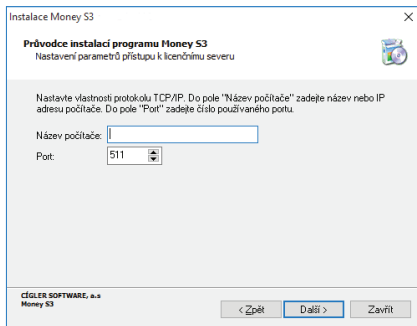 Instalace Money S3
Průvodce instalací programu Money S3
Nastavení parametrů přístupu k licenčnímu severu
Nastavte vlastnosti protokolu TCP/IP. Do pole "Název počítače" zadejte název nebo IP
adresu počítače. Do pole "Port" zadejte číslo používaného portu.
Název počítače:
Port: 511
CÍGLER SOFTWARE, a.s
Money S3
< Zpět Další > Zavřít